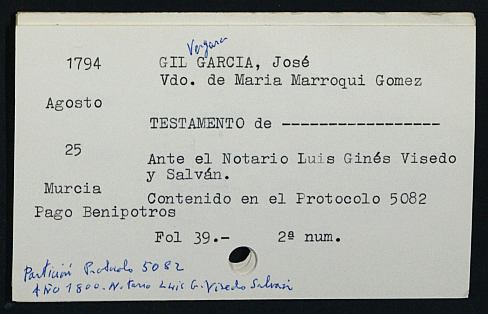 Vergara
1794 GIL GARCIA, José
Vdo. de Maria Marroqui Gomez
Agosto
TESTAMENTO de -----------------
25 Ante el Notario Luis Ginés Visedo
y Salván.
Murcia Contenido en el Protocolo 5082
Pago Benipotros
Fol 39.- 2ª num.
Partición Protocolo 5082
AÑO 1800. Notario Luis G. Visedo Salván